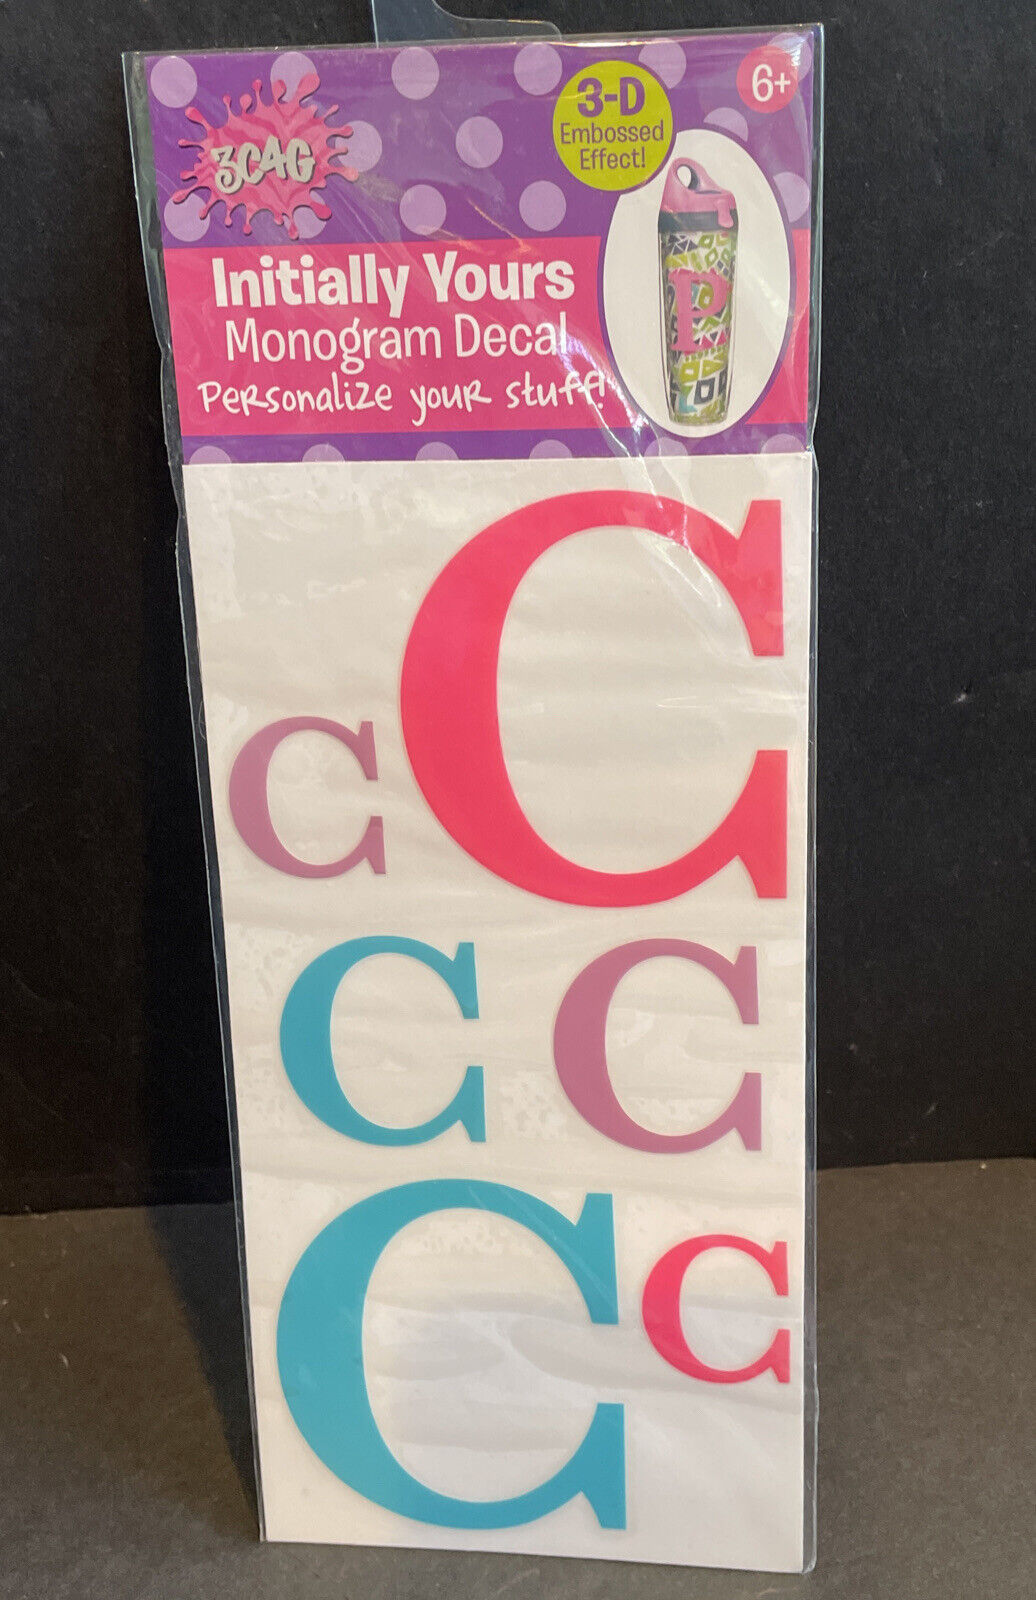 3C4G
3-D
Embossed
Effect!
6+
Initially Yours
Monogram Decal
Personalize your stuff!
P
C
C
C
C
C
C